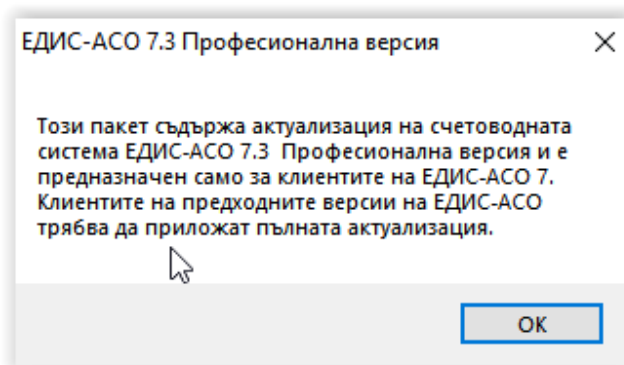 ЕДИС-АСО 7.3 Професионална версия
Този пакет съдържа актуализация на счетоводната
система ЕДИС-АСО 7.3  Професионална версия и е
предназначен само за клиентите на ЕДИС-АСО 7.
Клиентите на предходните версии на ЕДИС-АСО
трябва да приложат пълната актуализация.
OK